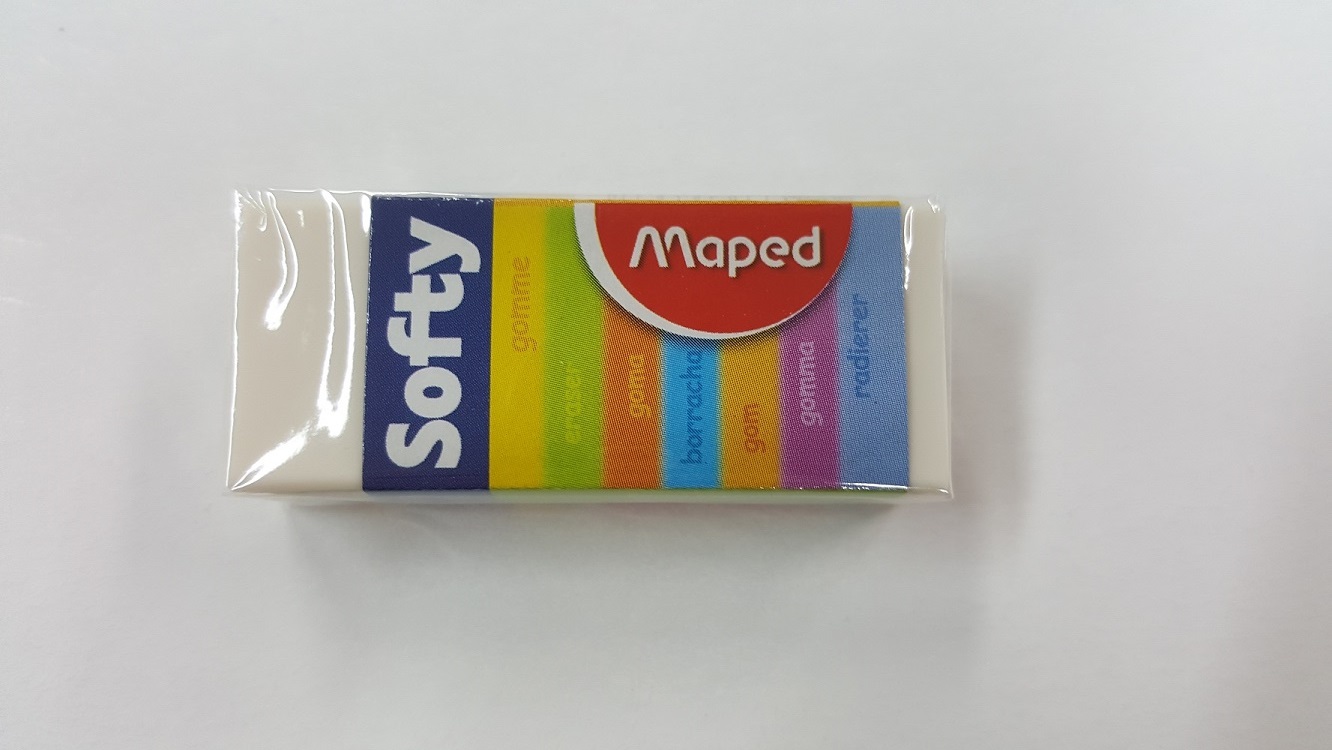 Softy
Maped
gomme
eraser
goma
borracha
gom
gomma
radierer